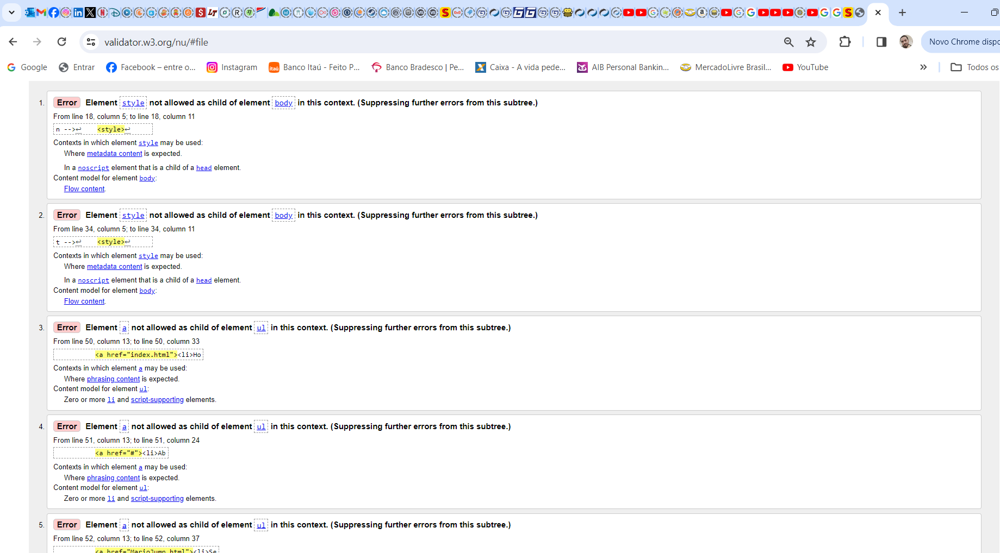 validator.w3.org/nu/#file
Novo Chrome dispo
Google
Entrar
Facebook – entre o...
Instagram
Banco Itaú - Feito P...
Banco Bradesco | Pe...
Caixa - A vida pede...
AIB Personal Bankin...
MercadoLivre Brasil...
YouTube
Todos os
1. Error Element style not allowed as child of element body in this context. (Suppressing further errors from this subtree.)
From line 18, column 5; to line 18, column 11
n -->↩ <style>↩
Contexts in which element style may be used:
Where metadata content is expected.
In a noscript element that is a child of a head element.
Content model for element body:
Flow content.
2. Error Element style not allowed as child of element body in this context. (Suppressing further errors from this subtree.)
From line 34, column 5; to line 34, column 11
t -->↩ <style>↩
Contexts in which element style may be used:
Where metadata content is expected.
In a noscript element that is a child of a head element.
Content model for element body:
Flow content.
3. Error Element a not allowed as child of element ul in this context. (Suppressing further errors from this subtree.)
From line 50, column 13; to line 50, column 33
<a href="index.html"><li>Ho
Contexts in which element a may be used:
Where phrasing content is expected.
Content model for element ul:
Zero or more li and script-supporting elements.
4. Error Element a not allowed as child of element ul in this context. (Suppressing further errors from this subtree.)
From line 51, column 13; to line 51, column 24
<a href="#"><li>Ab
Contexts in which element a may be used:
Where phrasing content is expected.
Content model for element ul:
Zero or more li and script-supporting elements.
5. Error Element a not allowed as child of element ul in this context. (Suppressing further errors from this subtree.)
From line 52, column 13; to line 52, column 37
<a href="MarioJump.html"><li>Se